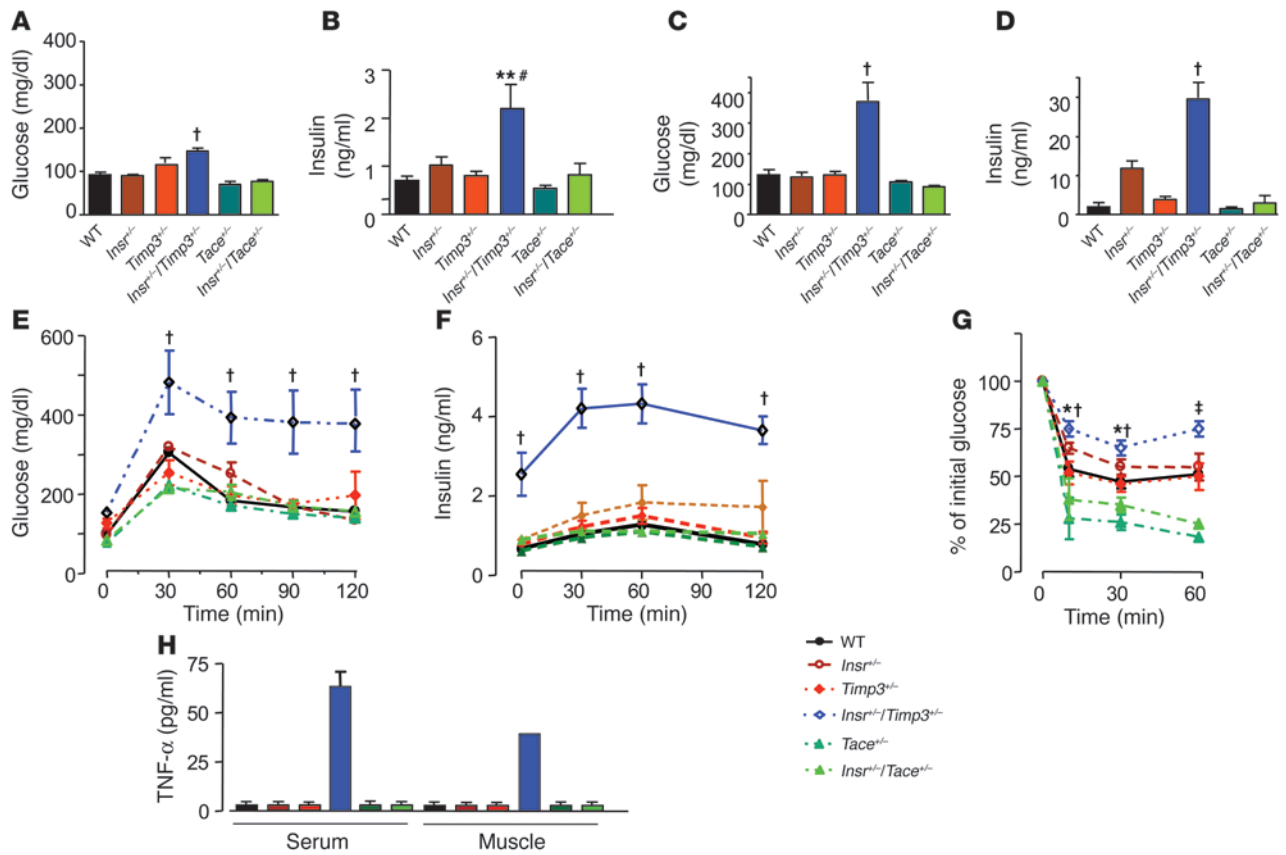 A
Glucose (mg/dl)
400
300
200
100
0
WT
Insr+/–
Timp3+/–
Insr+/–/Timp3+/–
Tace+/–
Insr+/–/Tace+/–
B
Insulin
(ng/ml)
3
2
1
0
** #
WT
Insr+/–
Timp3+/–
Insr+/–/Timp3+/–
Tace+/–
Insr+/–/Tace+/–
C
Glucose
(mg/dl)
400
300
200
100
0
†
WT
Insr+/–
Timp3+/–
Insr+/–/Timp3+/–
Tace+/–
Insr+/–/Tace+/–
D
Insulin
(ng/ml)
30
20
10
0
†
WT
Insr+/–
Timp3+/–
Insr+/–/Timp3+/–
Tace+/–
Insr+/–/Tace+/–
†
E
Glucose (mg/dl)
600
400
200
0
† † † †
0 30 60 90 120
Time (min)
F
Insulin (ng/ml)
6
4
2
0
† † † †
0 30 60 90 120
Time (min)
G
% of initial glucose
100
75
50
25
0
*† *† ‡
0 30 60
Time (min)
H
TNF-α (pg/ml)
75
50
25
0
Serum Muscle
WT
Insr+/–
Timp3+/–
Insr+/–/Timp3+/–
Tace+/–
Insr+/–/Tace+/–